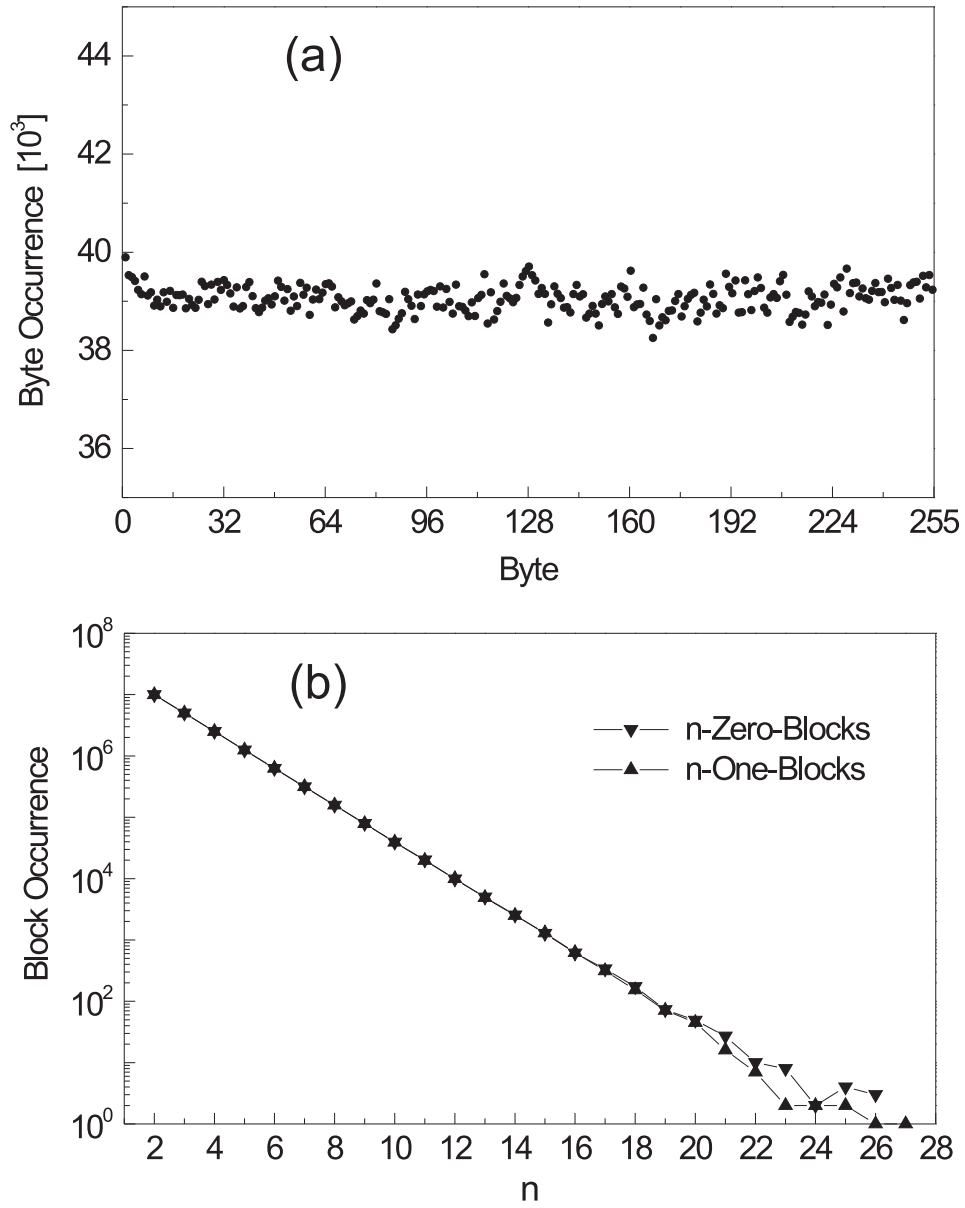 (a)
Byte Occurrence [10³]
44
42
40
38
36
0 32 64 96 128 160 192 224 255
Byte
(b)
Block Occurrence
10⁸
10⁶
10⁴
10²
10⁰
n-Zero-Blocks
n-One-Blocks
2 4 6 8 10 12 14 16 18 20 22 24 26 28
n